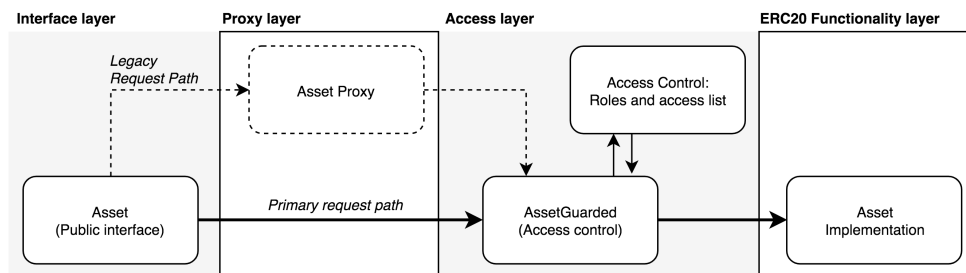 Interface layer
Proxy layer
Access layer
ERC20 Functionality layer
Legacy
Request Path
Asset Proxy
Access Control:
Roles and access list
Asset
(Public interface)
Primary request path
AssetGuarded
(Access control)
Asset
Implementation